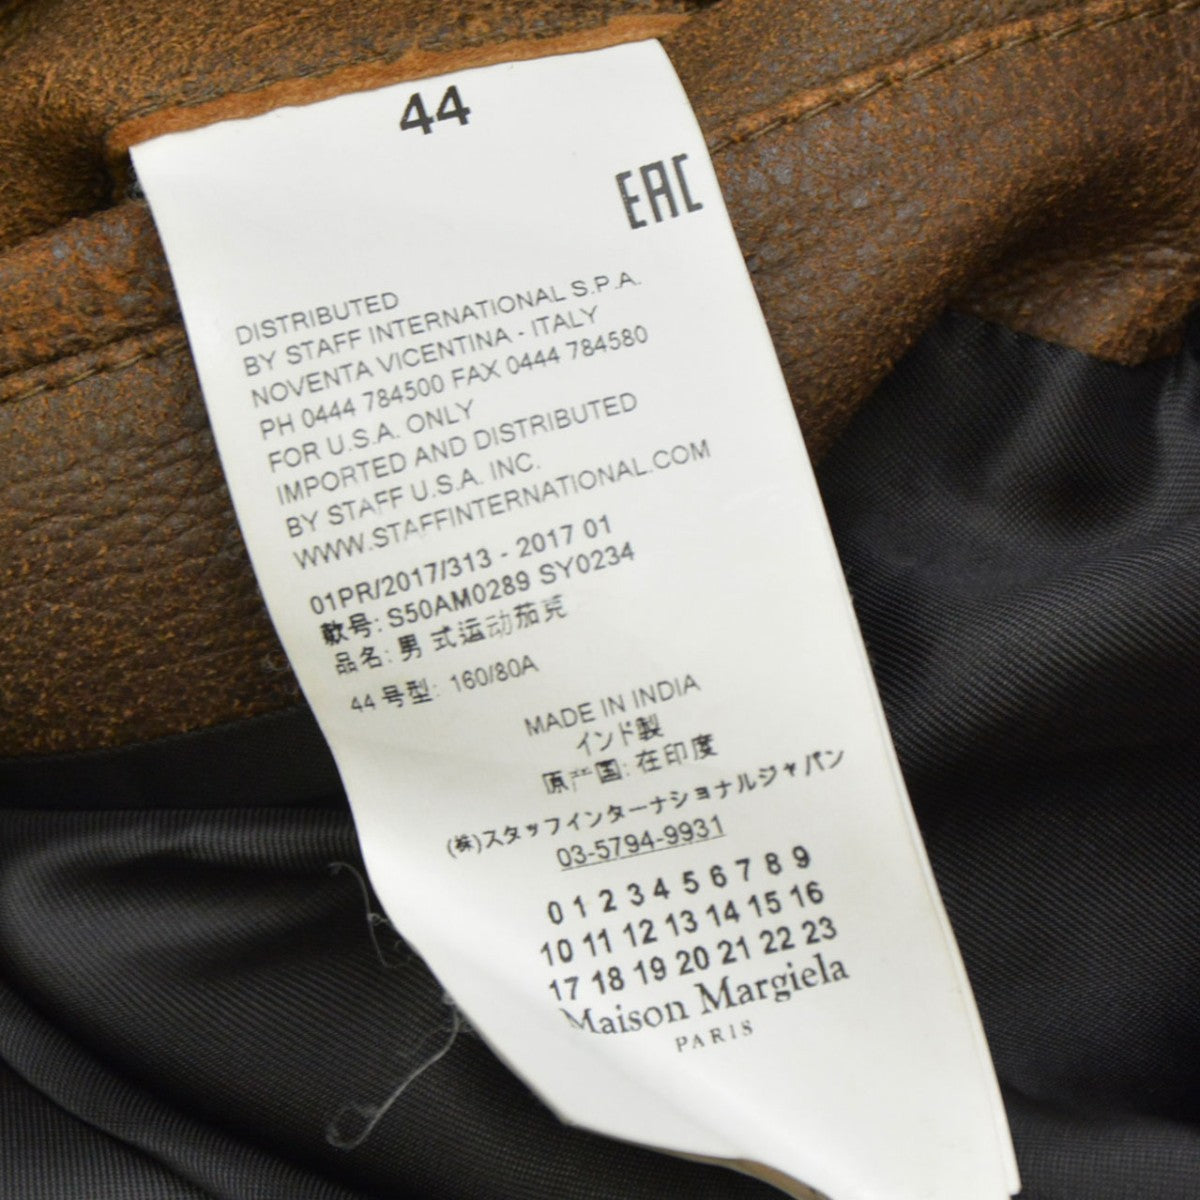 44
EAC
DISTRIBUTED
BY STAFF INTERNATIONAL S.P.A.
NOVENTA VICENTINA - ITALY
PH 0444 784500 FAX 0444 784580
FOR U.S.A. ONLY
IMPORTED AND DISTRIBUTED
BY STAFF U.S.A. INC.
WWW.STAFFINTERNATIONAL.COM
01PR/2017/313 - 2017 01
款号: S50AM0289 SY0234
品名: 男 式运动茄克
44 号型: 160/80A
MADE IN INDIA
インド製
原产国: 在印度
(株)スタッフインターナショナルジャパン
03-5794-9931
0 1 2 3 4 5 6 7 8 9
10 11 12 13 14 15 16
17 18 19 20 21 22 23
Maison Margiela
PARIS